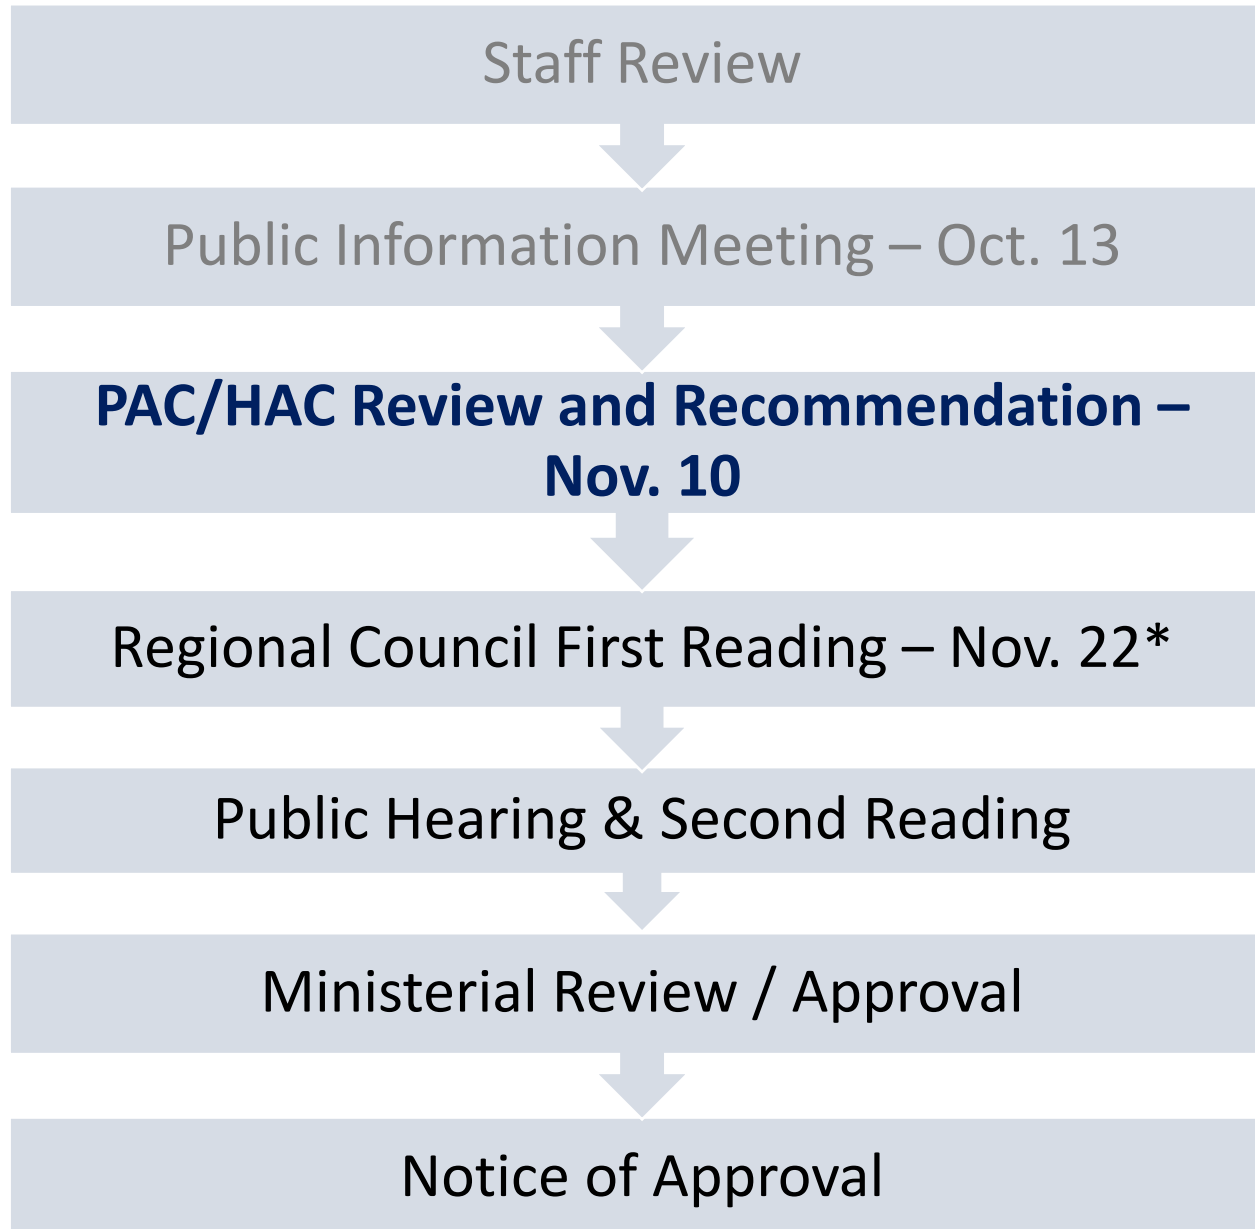 Staff Review
Public Information Meeting – Oct. 13
PAC/HAC Review and Recommendation –
Nov. 10
Regional Council First Reading – Nov. 22*
Public Hearing & Second Reading
Ministerial Review / Approval
Notice of Approval